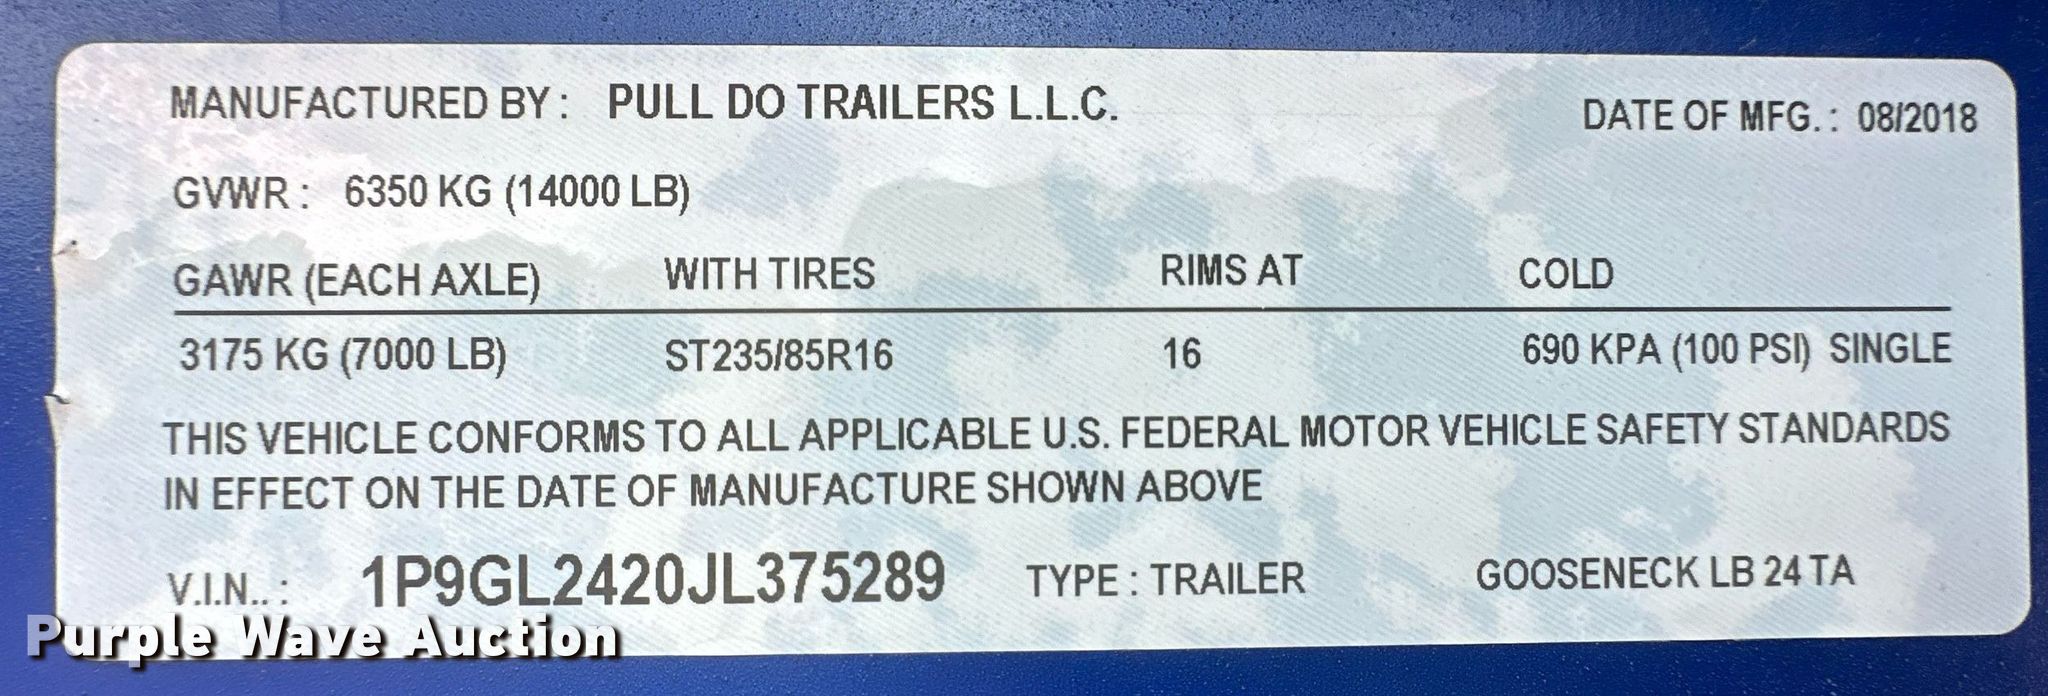 MANUFACTURED BY : PULL DO TRAILERS L.L.C. DATE OF MFG. : 08/2018
GVWR : 6350 KG (14000 LB)
GAWR (EACH AXLE) WITH TIRES RIMS AT COLD
3175 KG (7000 LB) ST235/85R16 16 690 KPA (100 PSI) SINGLE
THIS VEHICLE CONFORMS TO ALL APPLICABLE U.S. FEDERAL MOTOR VEHICLE SAFETY STANDARDS
IN EFFECT ON THE DATE OF MANUFACTURE SHOWN ABOVE
V.I.N.. : 1P9GL2420JL375289 TYPE : TRAILER GOOSENECK LB 24 TA
Purple Wave Auction